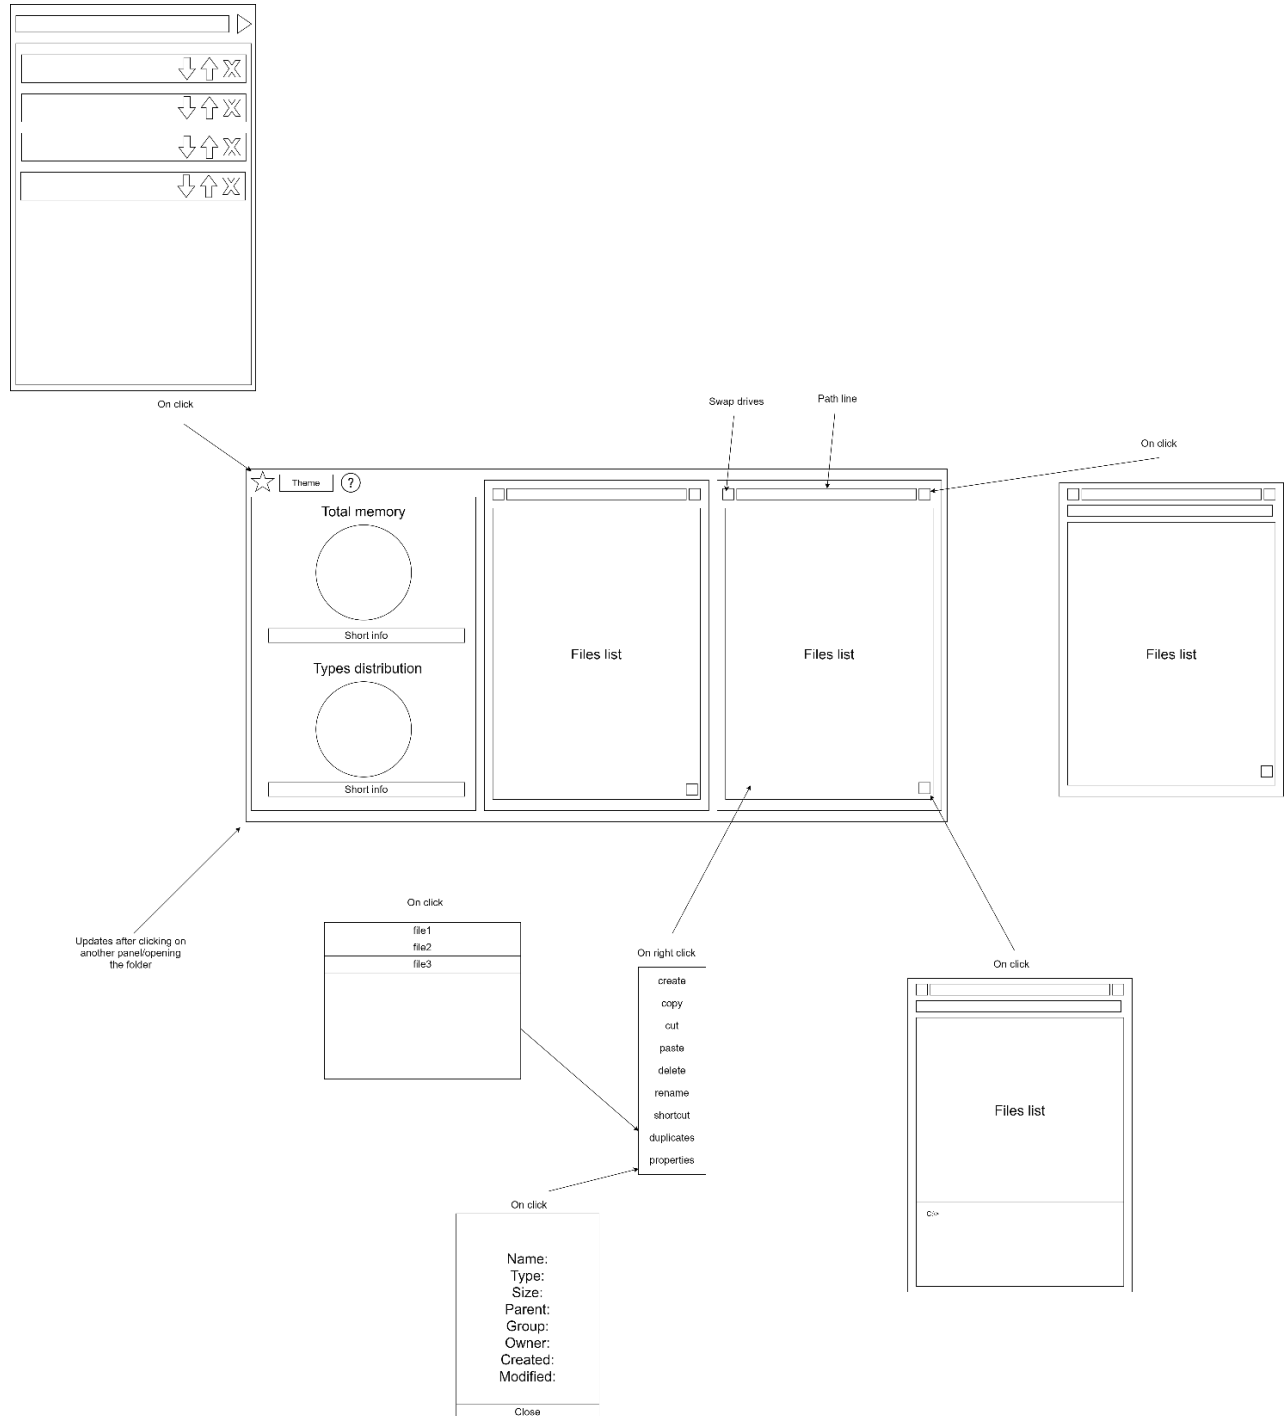 On click
Swap drives
Path line
On click
Theme
?
Total memory
Short info
Types distribution
Short info
Files list
Files list
Files list
Updates after clicking on
another panel/opening
the folder
On click
file1
file2
file3
On right click
create
copy
cut
paste
delete
rename
shortcut
duplicates
properties
On click
Files list
C:\>
On click
Name:
Type:
Size:
Parent:
Group:
Owner:
Created:
Modified:
Close